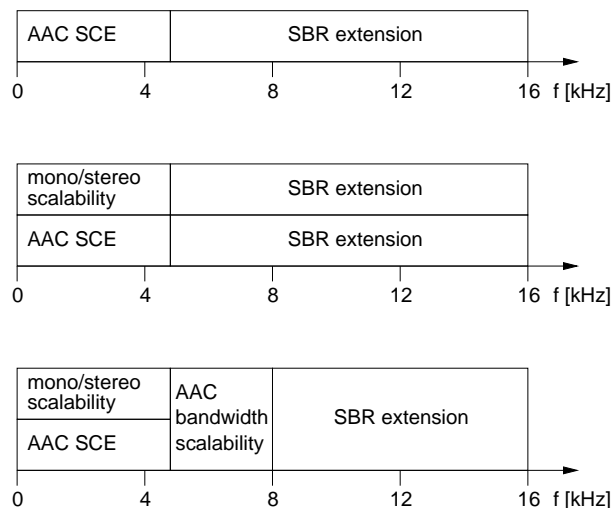 AAC SCE SBR extension
0 4 8 12 16 f [kHz]
mono/stereo
scalability
SBR extension
AAC SCE SBR extension
0 4 8 12 16 f [kHz]
mono/stereo
scalability
AAC SCE
AAC
bandwidth
scalability
SBR extension
0 4 8 12 16 f [kHz]